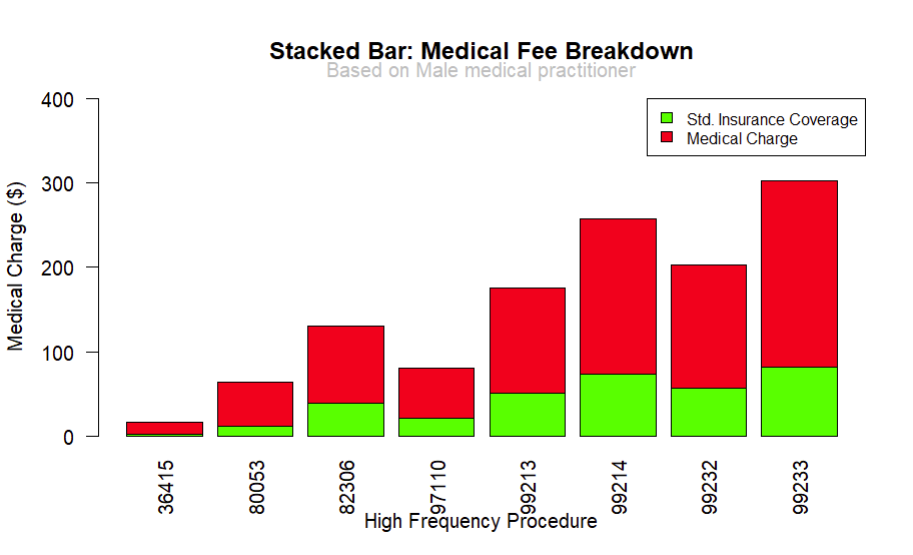 Stacked Bar: Medical Fee Breakdown
Based on Male medical practitioner
Medical Charge ($)
400
300
200
100
0
Std. Insurance Coverage
Medical Charge
36415
80053
82306
97110
99213
99214
99232
99233
High Frequency Procedure